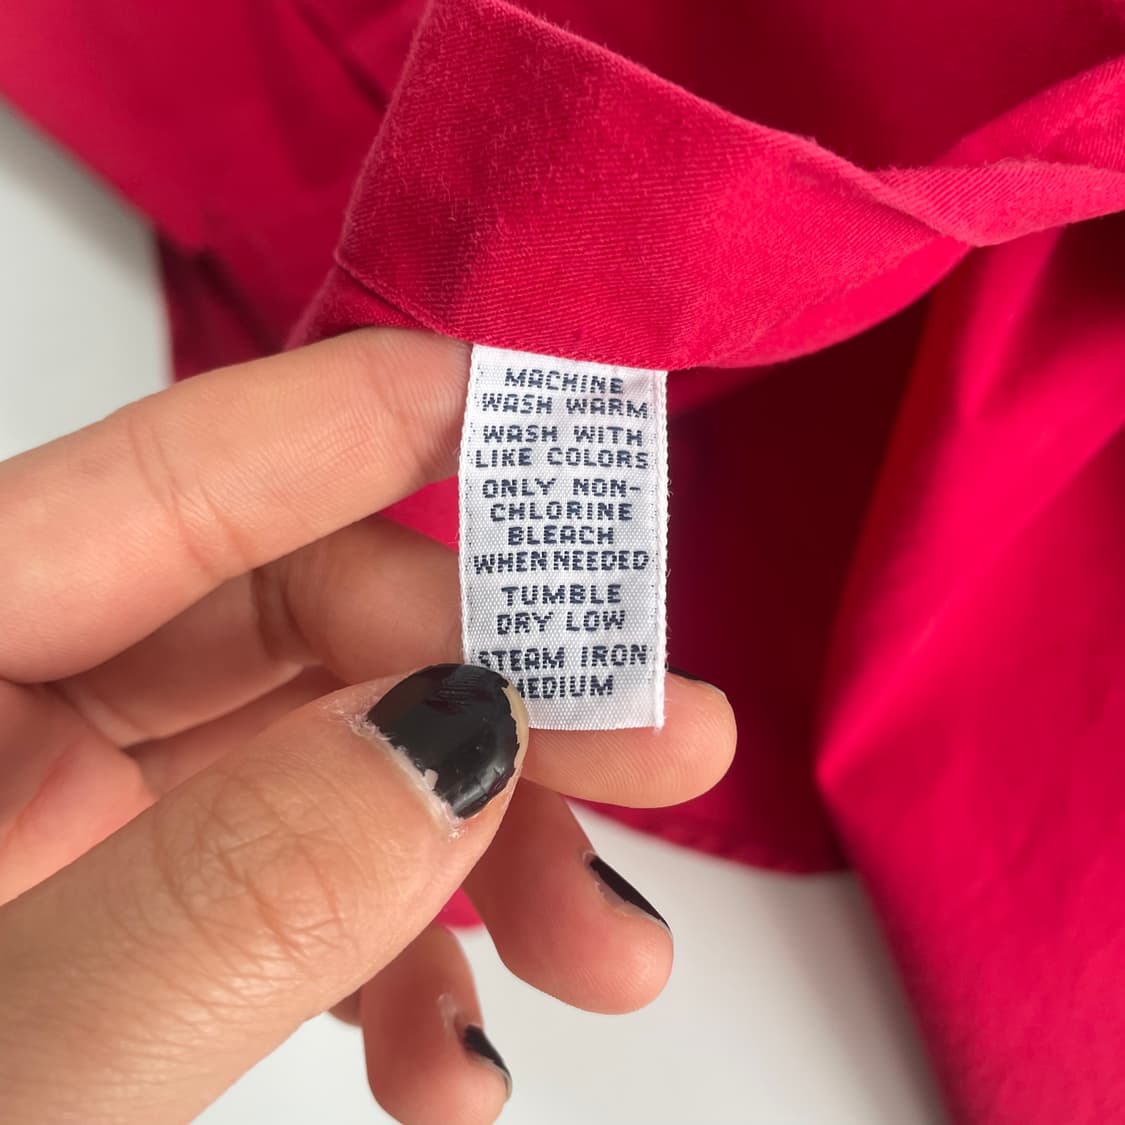 MACHINE
WASH WARM
WASH WITH
LIKE COLORS
ONLY NON-
CHLORINE
BLEACH
WHEN NEEDED
TUMBLE
DRY LOW
STEAM IRON
MEDIUM